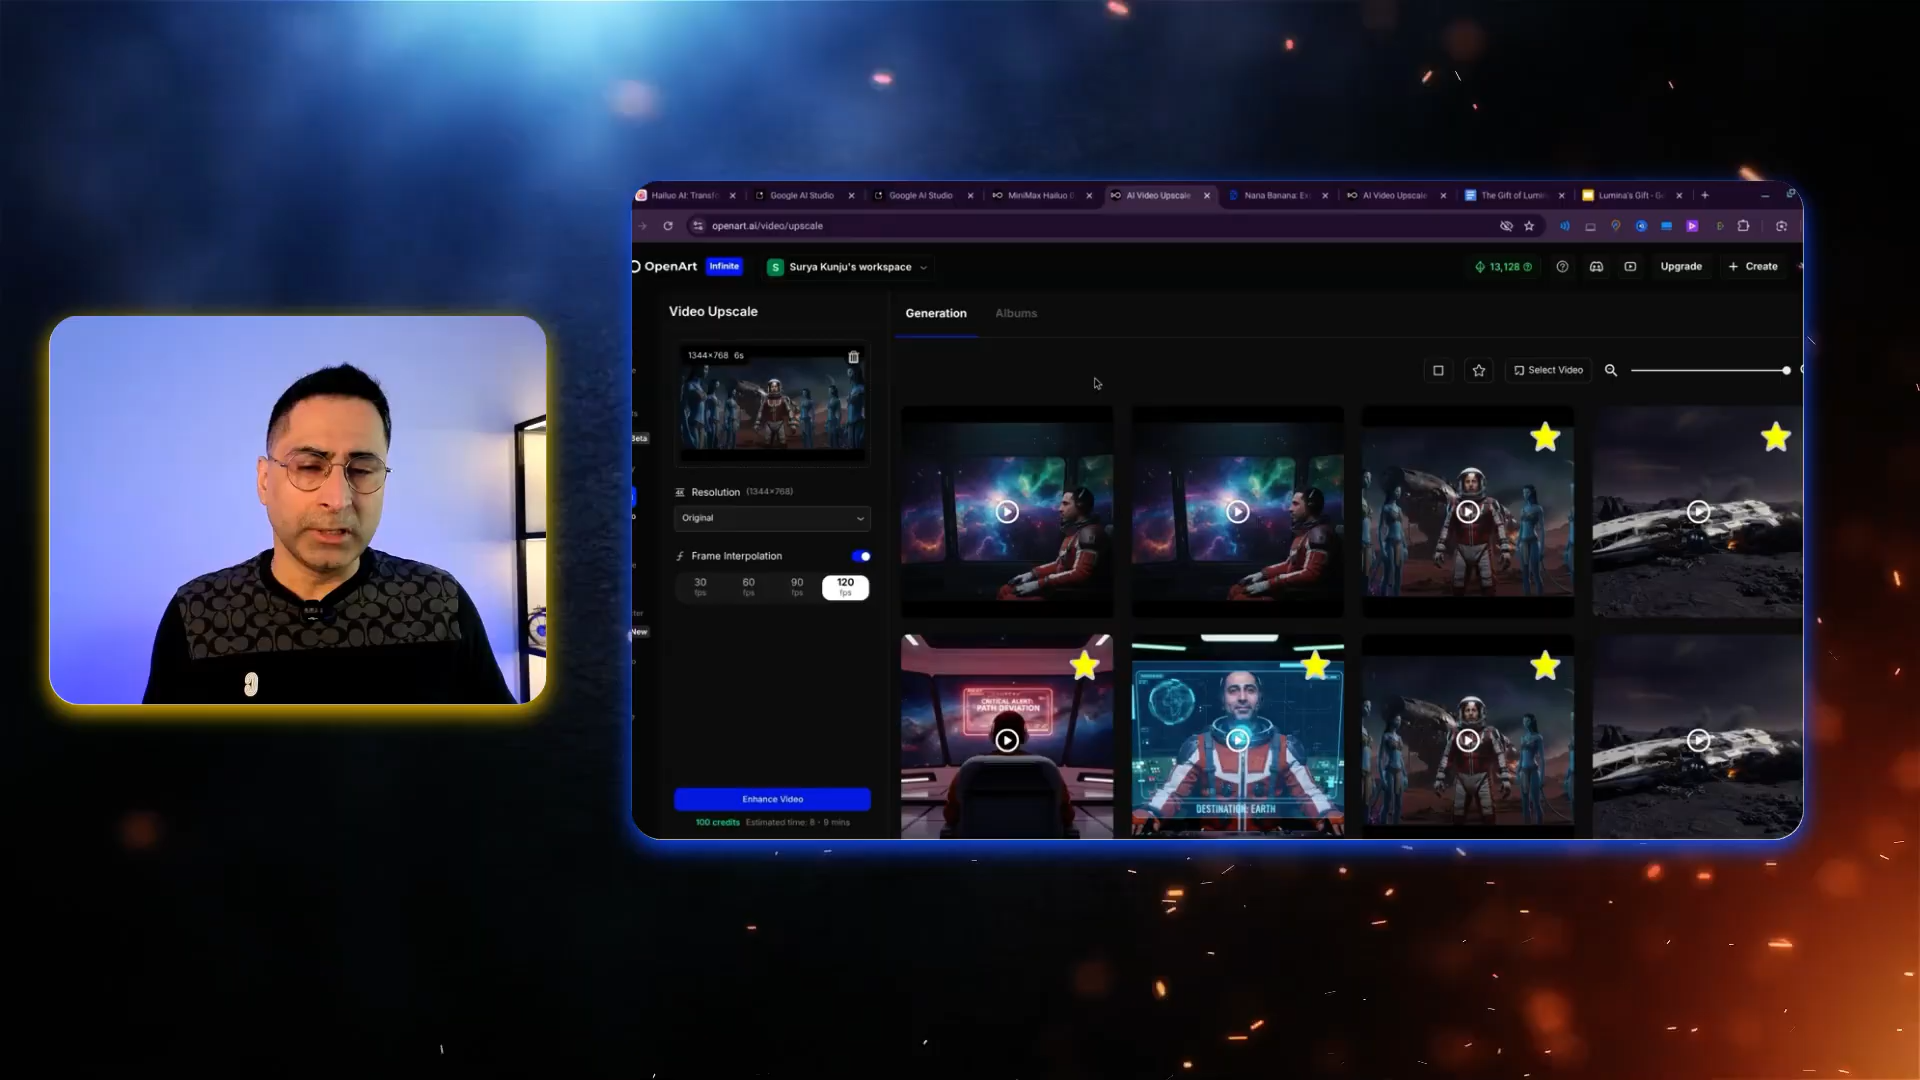 Hailuo AI: Transfo
Google AI Studio
Google AI Studio
MiniMax Hailuo 0
AI Video Upscale
Nana Banana: Ex
AI Video Upscale
The Gift of Lumin
Lumina's Gift - G
openart.ai/video/upscale
OpenArt
Infinite
S
Surya Kunju's workspace
13,128
Upgrade
+ Create
Video Upscale
Generation
Albums
1344×768 6s
Select Video
Beta
Resolution (1344×768)
Original
Frame Interpolation
30 fps
60 fps
90 fps
120 fps
New
CRITICAL ALERT:
PATH DEVIATION
DESTINATION: EARTH
Enhance Video
100 credits Estimated time: 8 - 9 mins
9